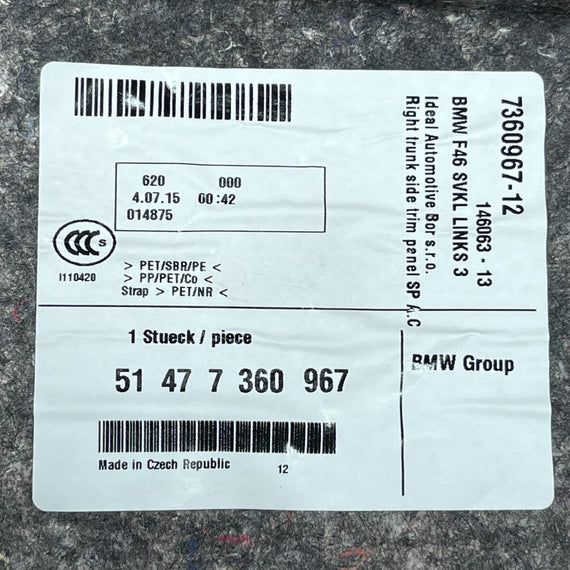 620 000
4.07.15 60:42
014875
CCC S
I110420
> PET/SBR/PE <
> PP/PET/Co <
Strap > PET/NR <
7360967-12
146063 - 13
BMW F46 SVKL LINKS 3
Ideal Automotive Bor s.r.o.
Right trunk side trim panel SP A.C
1 Stueck / piece
51 47 7 360 967
Made in Czech Republic 12
BMW Group